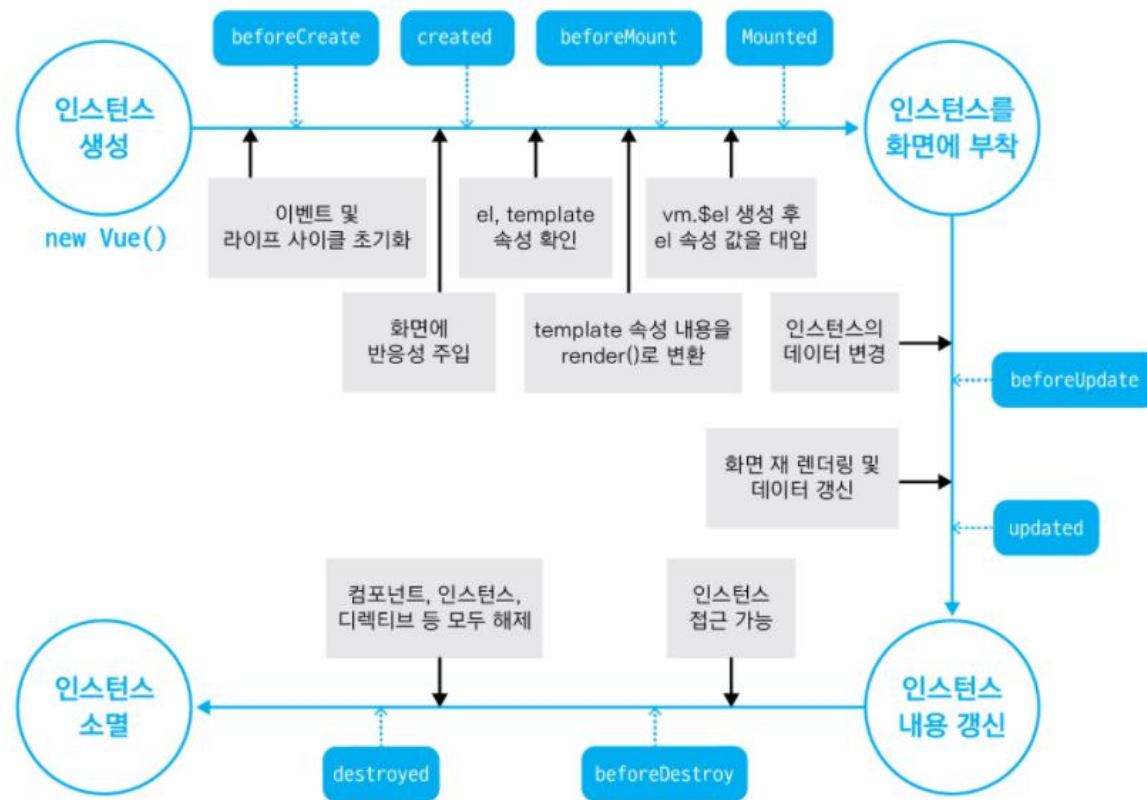 beforeCreate
created
beforeMount
Mounted
인스턴스
생성
new Vue()
인스턴스를
화면에 부착
이벤트 및
라이프 사이클 초기화
el, template
속성 확인
vm.$el 생성 후
el 속성 값을 대입
화면에
반응성 주입
template 속성 내용을
render()로 변환
인스턴스의
데이터 변경
beforeUpdate
화면 재 렌더링 및
데이터 갱신
updated
컴포넌트, 인스턴스,
디렉티브 등 모두 해제
인스턴스
접근 가능
인스턴스
소멸
인스턴스
내용 갱신
destroyed
beforeDestroy